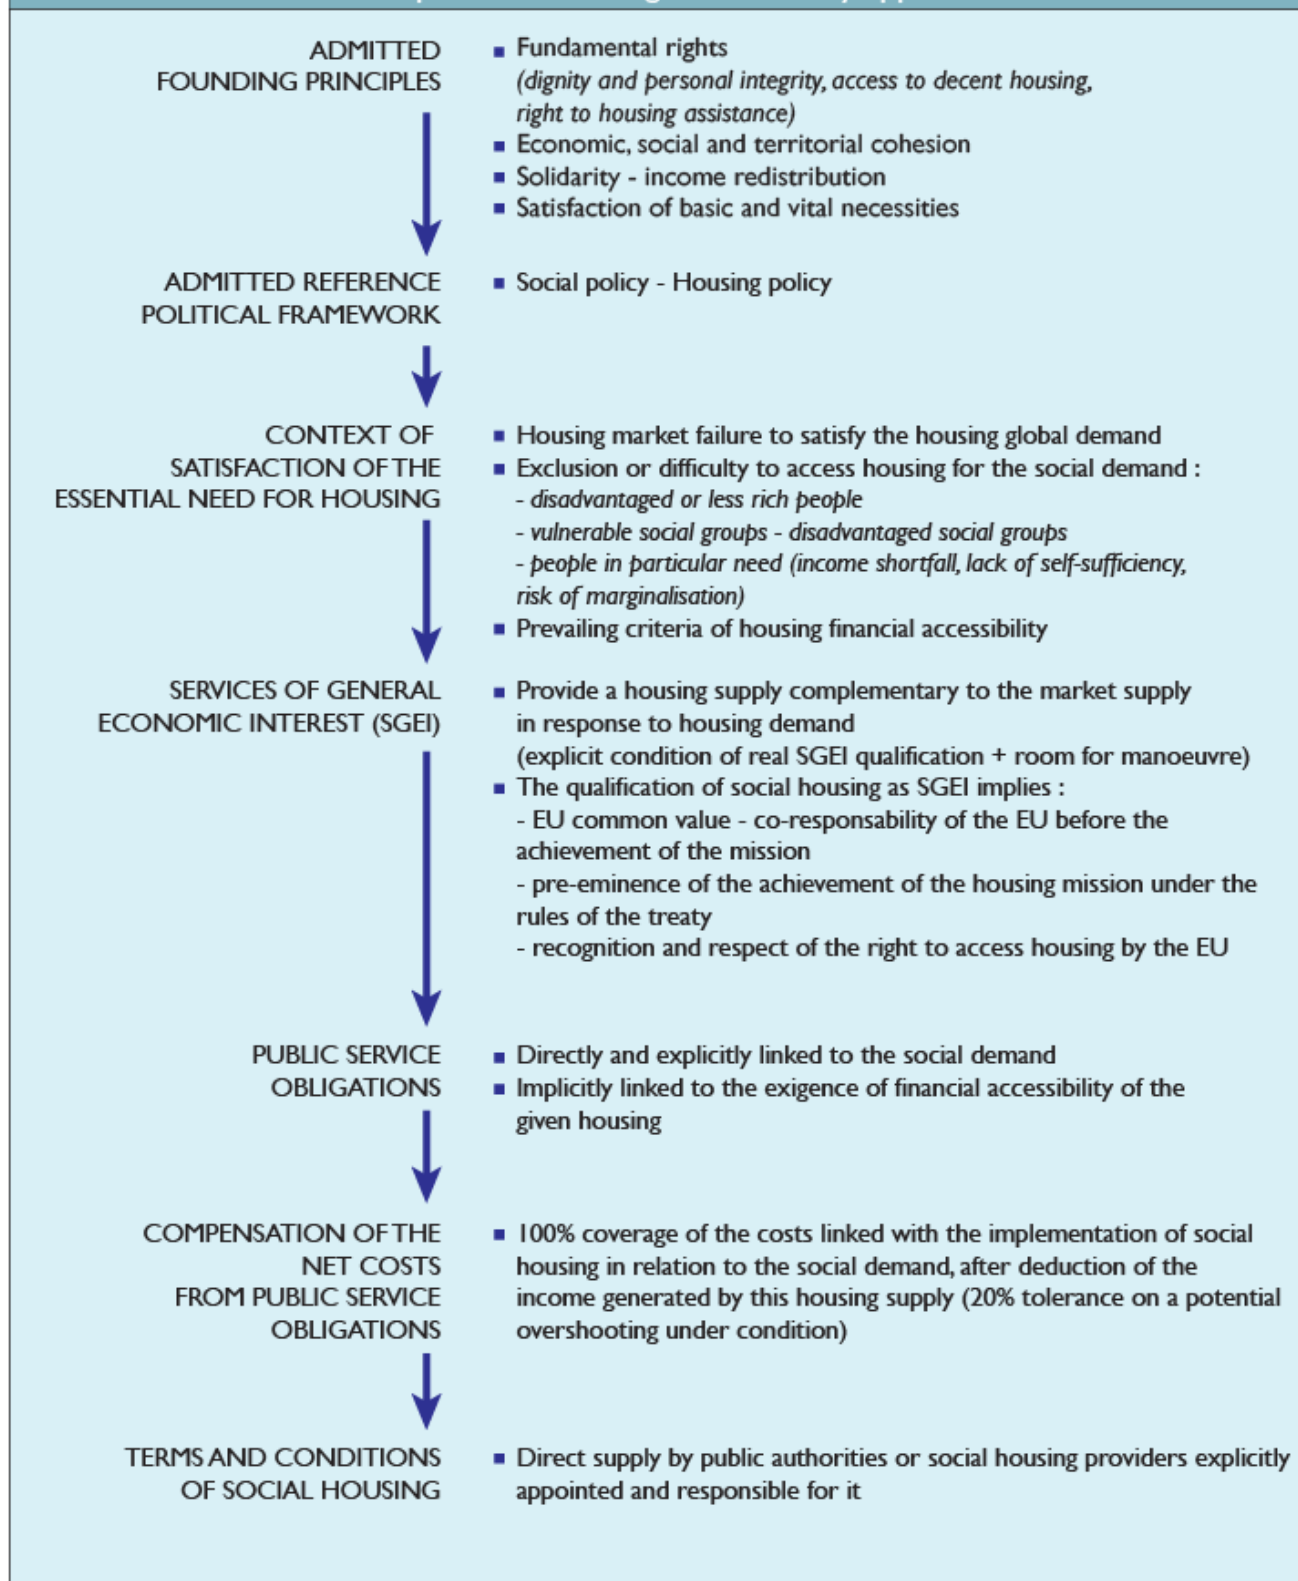 ADMITTED
FOUNDING PRINCIPLES
▪ Fundamental rights
(dignity and personal integrity, access to decent housing,
right to housing assistance)
▪ Economic, social and territorial cohesion
▪ Solidarity - income redistribution
▪ Satisfaction of basic and vital necessities
ADMITTED REFERENCE
POLITICAL FRAMEWORK
▪ Social policy - Housing policy
CONTEXT OF
SATISFACTION OF THE
ESSENTIAL NEED FOR HOUSING
▪ Housing market failure to satisfy the housing global demand
▪ Exclusion or difficulty to access housing for the social demand :
- disadvantaged or less rich people
- vulnerable social groups - disadvantaged social groups
- people in particular need (income shortfall, lack of self-sufficiency,
risk of marginalisation)
▪ Prevailing criteria of housing financial accessibility
SERVICES OF GENERAL
ECONOMIC INTEREST (SGEI)
▪ Provide a housing supply complementary to the market supply
in response to housing demand
(explicit condition of real SGEI qualification + room for manoeuvre)
▪ The qualification of social housing as SGEI implies :
- EU common value - co-responsability of the EU before the
achievement of the mission
- pre-eminence of the achievement of the housing mission under the
rules of the treaty
- recognition and respect of the right to access housing by the EU
PUBLIC SERVICE
OBLIGATIONS
▪ Directly and explicitly linked to the social demand
▪ Implicitly linked to the exigence of financial accessibility of the
given housing
COMPENSATION OF THE
NET COSTS
FROM PUBLIC SERVICE
OBLIGATIONS
▪ 100% coverage of the costs linked with the implementation of social
housing in relation to the social demand, after deduction of the
income generated by this housing supply (20% tolerance on a potential
overshooting under condition)
TERMS AND CONDITIONS
OF SOCIAL HOUSING
▪ Direct supply by public authorities or social housing providers explicitly
appointed and responsible for it